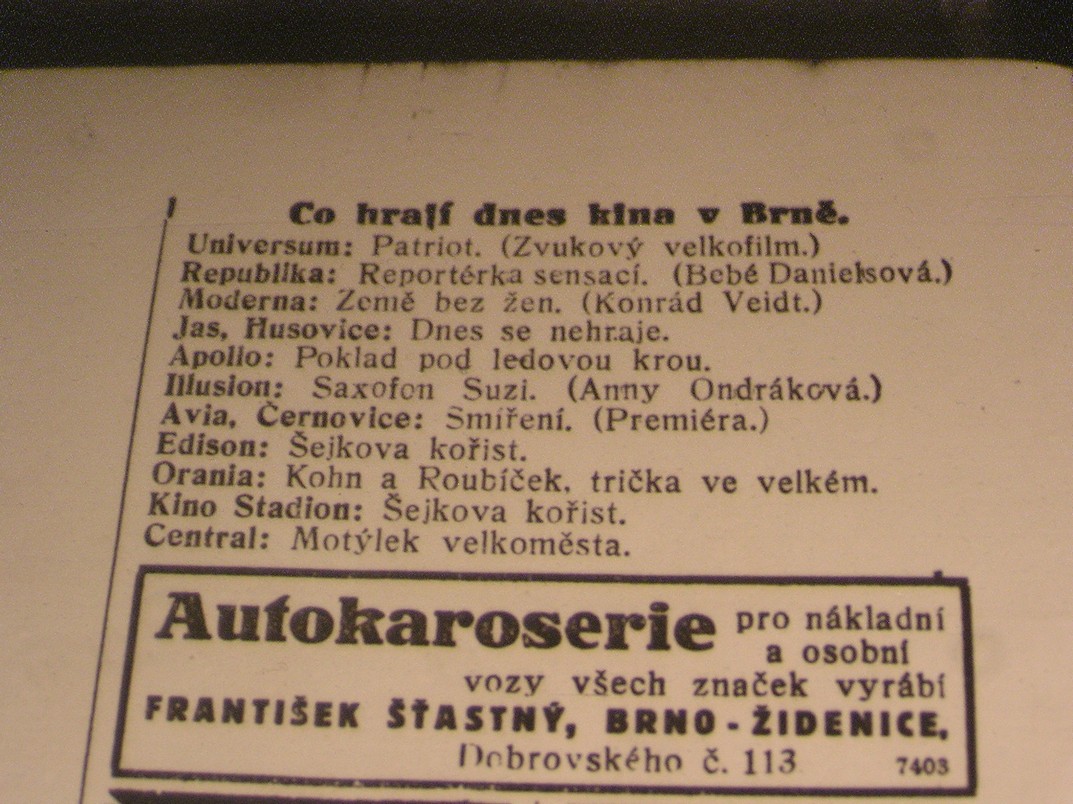 Co hrají dnes kina v Brně.
Universum: Patriot. (Zvukový velkofilm.)
Republika: Reportérka sensací. (Bebé Danielsová.)
Moderna: Země bez žen. (Konrád Veidt.)
Jas, Husovice: Dnes se nehraje.
Apollo: Poklad pod ledovou krou.
Illusion: Saxofon Suzi. (Anny Ondráková.)
Avia, Černovice: Smíření. (Premiéra.)
Edison: Šejkova kořist.
Orania: Kohn a Roubíček, trička ve velkém.
Kino Stadion: Šejkova kořist.
Central: Motýlek velkoměsta.
Autokaroserie pro nákladní
a osobní
vozy všech značek vyrábí
FRANTIŠEK ŠŤASTNÝ, BRNO - ŽIDENICE,
Dobrovského č. 113 7403